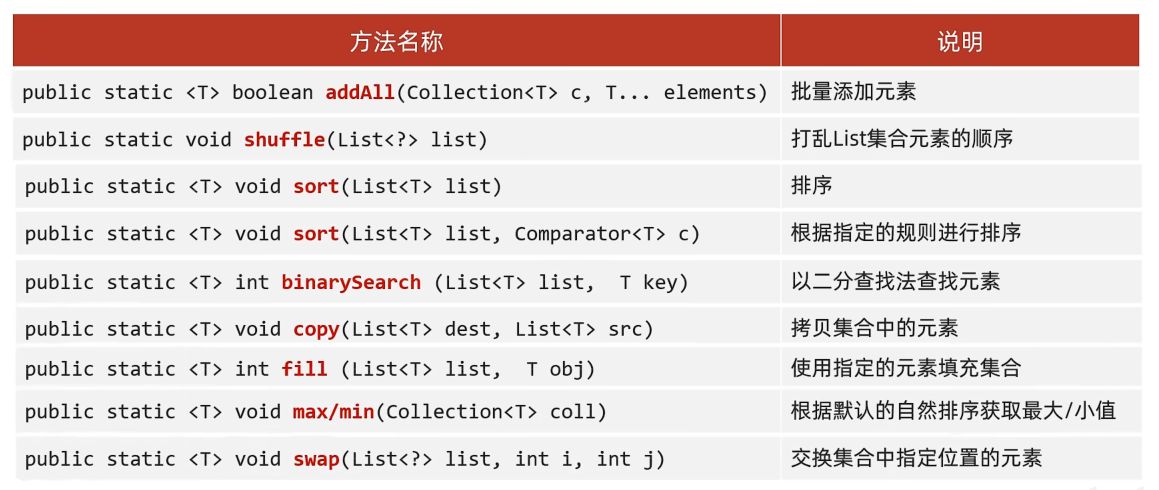 方法名称 说明
public static <T> boolean addAll(Collection<T> c, T... elements) 批量添加元素
public static void shuffle(List<?> list) 打乱List集合元素的顺序
public static <T> void sort(List<T> list) 排序
public static <T> void sort(List<T> list, Comparator<T> c) 根据指定的规则进行排序
public static <T> int binarySearch (List<T> list,  T key) 以二分查找法查找元素
public static <T> void copy(List<T> dest, List<T> src) 拷贝集合中的元素
public static <T> int fill (List<T> list,  T obj) 使用指定的元素填充集合
public static <T> void max/min(Collection<T> coll) 根据默认的自然排序获取最大/小值
public static <T> void swap(List<?> list, int i, int j) 交换集合中指定位置的元素